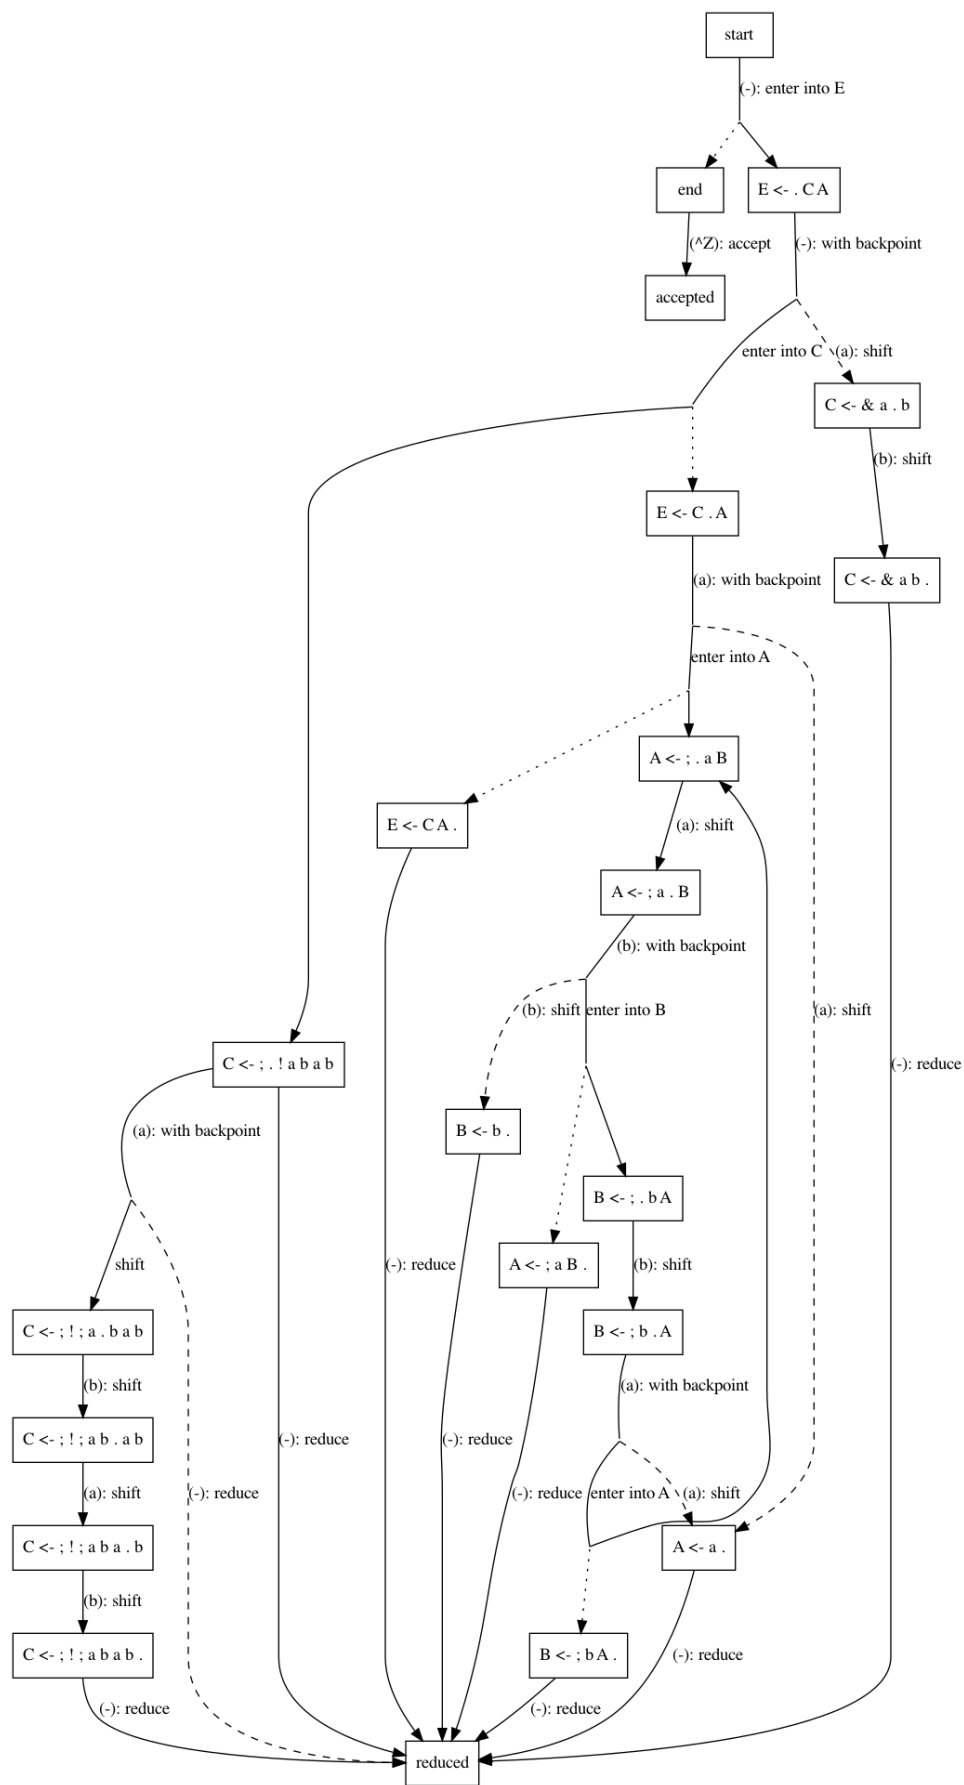 start
(-): enter into E
end
E <- . C A
(^Z): accept
(-): with backpoint
accepted
enter into C
(a): shift
C <- & a . b
(b): shift
E <- C . A
(a): with backpoint
C <- & a b .
enter into A
A <- ; . a B
E <- C A .
(a): shift
A <- ; a . B
(b): with backpoint
(b): shift
enter into B
(a): shift
C <- ; . ! a b a b
(-): reduce
B <- b .
(a): with backpoint
B <- ; . b A
shift
(-): reduce
A <- ; a B .
(b): shift
C <- ; ! ; a . b a b
B <- ; b . A
(b): shift
(a): with backpoint
C <- ; ! ; a b . a b
(-): reduce
(-): reduce
(a): shift
(-): reduce
(-): reduce
enter into A
(a): shift
C <- ; ! ; a b a . b
A <- a .
(b): shift
C <- ; ! ; a b a b .
B <- ; b A .
(-): reduce
(-): reduce
(-): reduce
reduced